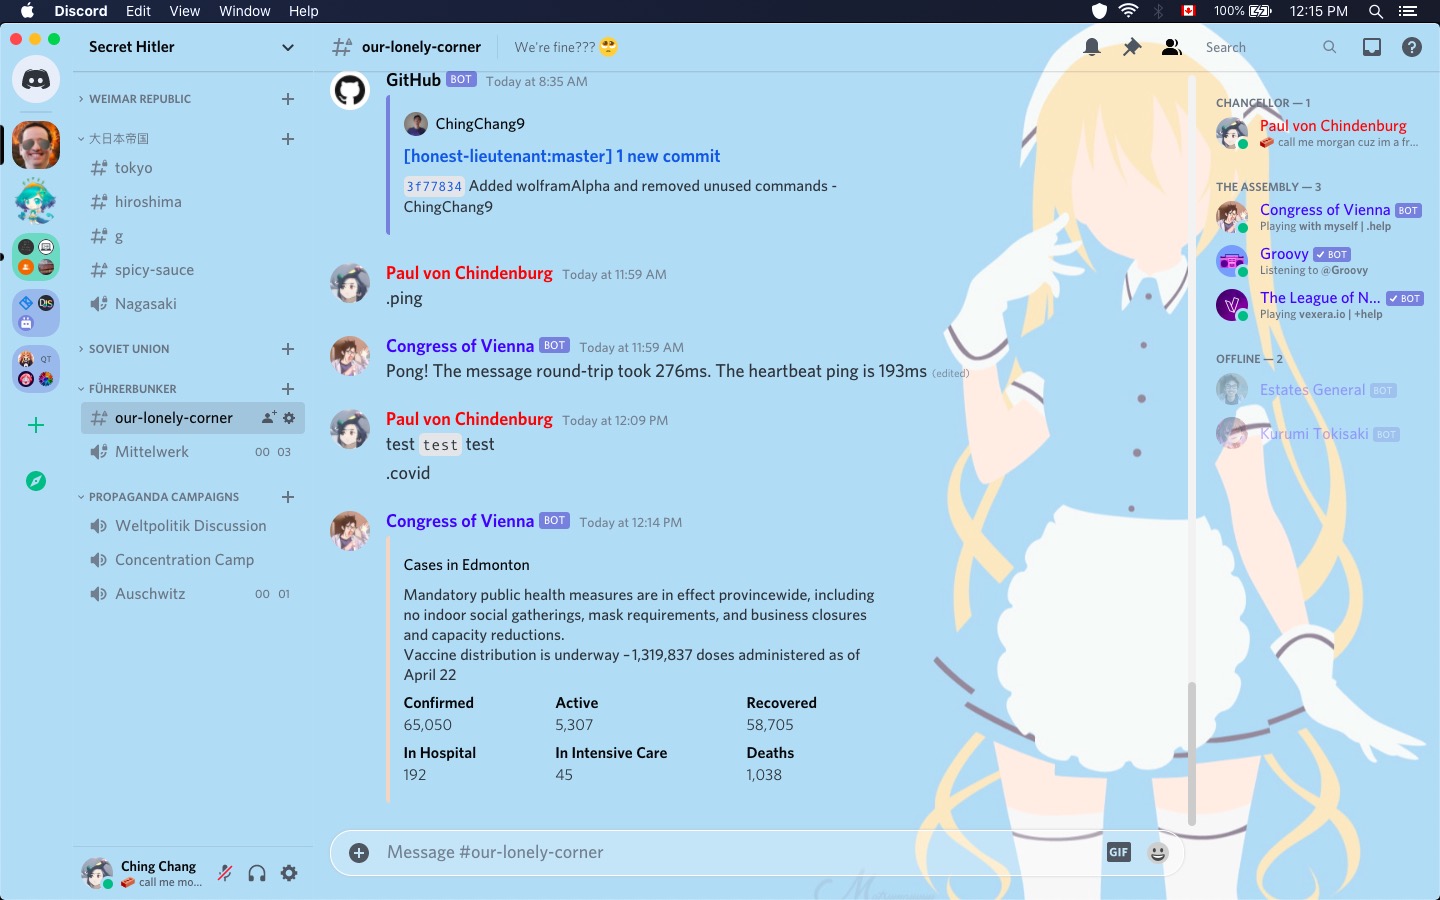 Discord Edit View Window Help 100% 12:15 PM
Secret Hitler
our-lonely-corner We're fine???
Search
WEIMAR REPUBLIC
大日本帝国
tokyo
hiroshima
g
spicy-sauce
Nagasaki
SOVIET UNION
FÜHRERBUNKER
our-lonely-corner
Mittelwerk 00 03
PROPAGANDA CAMPAIGNS
Weltpolitik Discussion
Concentration Camp
Auschwitz 00 01
QT
Ching Chang
call me mo...
GitHub BOT Today at 8:35 AM
ChingChang9
[honest-lieutenant:master] 1 new commit
3f77834 Added wolframAlpha and removed unused commands -
ChingChang9
Paul von Chindenburg Today at 11:59 AM
.ping
Congress of Vienna BOT Today at 11:59 AM
Pong! The message round-trip took 276ms. The heartbeat ping is 193ms (edited)
Paul von Chindenburg Today at 12:09 PM
test test test
.covid
Congress of Vienna BOT Today at 12:14 PM
Cases in Edmonton
Mandatory public health measures are in effect provincewide, including
no indoor social gatherings, mask requirements, and business closures
and capacity reductions.
Vaccine distribution is underway – 1,319,837 doses administered as of
April 22
Confirmed Active Recovered
65,050 5,307 58,705
In Hospital In Intensive Care Deaths
192 45 1,038
Message #our-lonely-corner GIF
CHANCELLOR — 1
Paul von Chindenburg
call me morgan cuz im a fr...
THE ASSEMBLY — 3
Congress of Vienna BOT
Playing with myself | .help
Groovy BOT
Listening to @Groovy
The League of N... BOT
Playing vexera.io | +help
OFFLINE — 2
Estates General BOT
Kurumi Tokisaki BOT